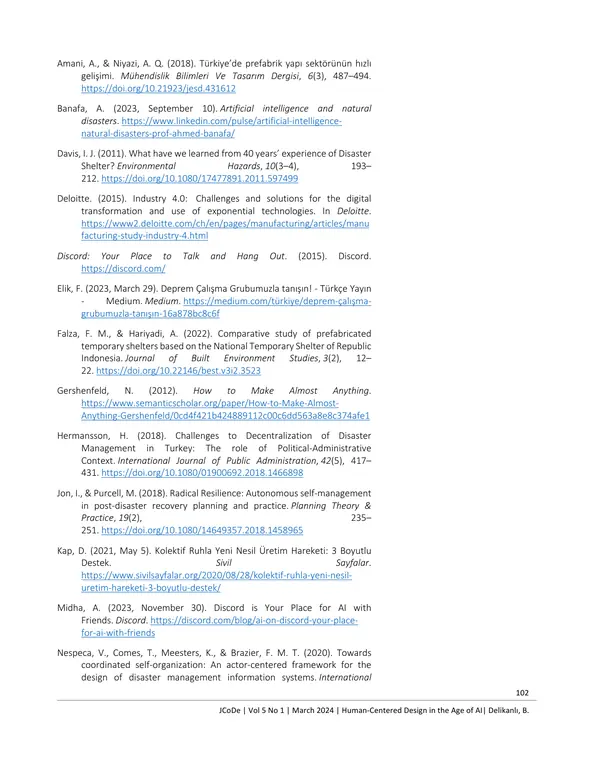 Amani, A., & Niyazi, A. Q. (2018). Türkiye’de prefabrik yapı sektörünün hızlı
gelişimi. Mühendislik Bilimleri Ve Tasarım Dergisi, 6(3), 487–494.
https://doi.org/10.21923/jesd.431612
Banafa, A. (2023, September 10). Artificial intelligence and natural
disasters. https://www.linkedin.com/pulse/artificial-intelligence-
natural-disasters-prof-ahmed-banafa/
Davis, I. J. (2011). What have we learned from 40 years’ experience of Disaster
Shelter? Environmental Hazards, 10(3–4), 193–
212. https://doi.org/10.1080/17477891.2011.597499
Deloitte. (2015). Industry 4.0: Challenges and solutions for the digital
transformation and use of exponential technologies. In Deloitte.
https://www2.deloitte.com/ch/en/pages/manufacturing/articles/manu
facturing-study-industry-4.html
Discord: Your Place to Talk and Hang Out. (2015). Discord.
https://discord.com/
Elik, F. (2023, March 29). Deprem Çalışma Grubumuzla tanışın! - Türkçe Yayın
- Medium. Medium. https://medium.com/türkiye/deprem-çalışma-
grubumuzla-tanışın-16a878bc8c6f
Falza, F. M., & Hariyadi, A. (2022). Comparative study of prefabricated
temporary shelters based on the National Temporary Shelter of Republic
Indonesia. Journal of Built Environment Studies, 3(2), 12–
22. https://doi.org/10.22146/best.v3i2.3523
Gershenfeld, N. (2012). How to Make Almost Anything.
https://www.semanticscholar.org/paper/How-to-Make-Almost-
Anything-Gershenfeld/0cd4f421b424889112c00c6dd563a8e8c374afe1
Hermansson, H. (2018). Challenges to Decentralization of Disaster
Management in Turkey: The role of Political-Administrative
Context. International Journal of Public Administration, 42(5), 417–
431. https://doi.org/10.1080/01900692.2018.1466898
Jon, I., & Purcell, M. (2018). Radical Resilience: Autonomous self-management
in post-disaster recovery planning and practice. Planning Theory &
Practice, 19(2), 235–
251. https://doi.org/10.1080/14649357.2018.1458965
Kap, D. (2021, May 5). Kolektif Ruhla Yeni Nesil Üretim Hareketi: 3 Boyutlu
Destek. Sivil Sayfalar.
https://www.sivilsayfalar.org/2020/08/28/kolektif-ruhla-yeni-nesil-
uretim-hareketi-3-boyutlu-destek/
Midha, A. (2023, November 30). Discord is Your Place for AI with
Friends. Discord. https://discord.com/blog/ai-on-discord-your-place-
for-ai-with-friends
Nespeca, V., Comes, T., Meesters, K., & Brazier, F. M. T. (2020). Towards
coordinated self-organization: An actor-centered framework for the
design of disaster management information systems. International
102
JCoDe | Vol 5 No 1 | March 2024 | Human-Centered Design in the Age of AI| Delikanlı, B.